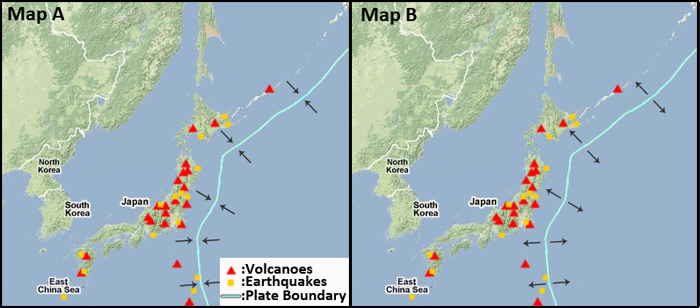 Map A
North
Korea
South
Korea
Japan
East
China Sea
:Volcanoes
:Earthquakes
:Plate Boundary
Map B
North
Korea
South
Korea
Japan
East
China Sea